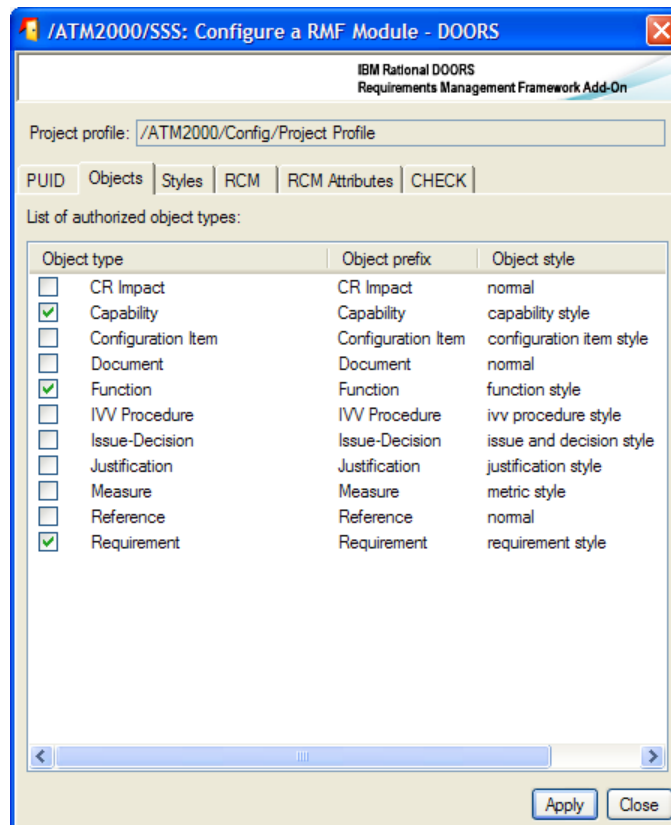 /ATM2000/SSS: Configure a RMF Module - DOORS
IBM Rational DOORS
Requirements Management Framework Add-On
Project profile: /ATM2000/Config/Project Profile
PUID Objects Styles RCM RCM Attributes CHECK
List of authorized object types:
Object type Object prefix Object style
CR Impact CR Impact normal
Capability Capability capability style
Configuration Item Configuration Item configuration item style
Document Document normal
Function Function function style
IVV Procedure IVV Procedure ivv procedure style
Issue-Decision Issue-Decision issue and decision style
Justification Justification justification style
Measure Measure metric style
Reference Reference normal
Requirement Requirement requirement style
Apply Close